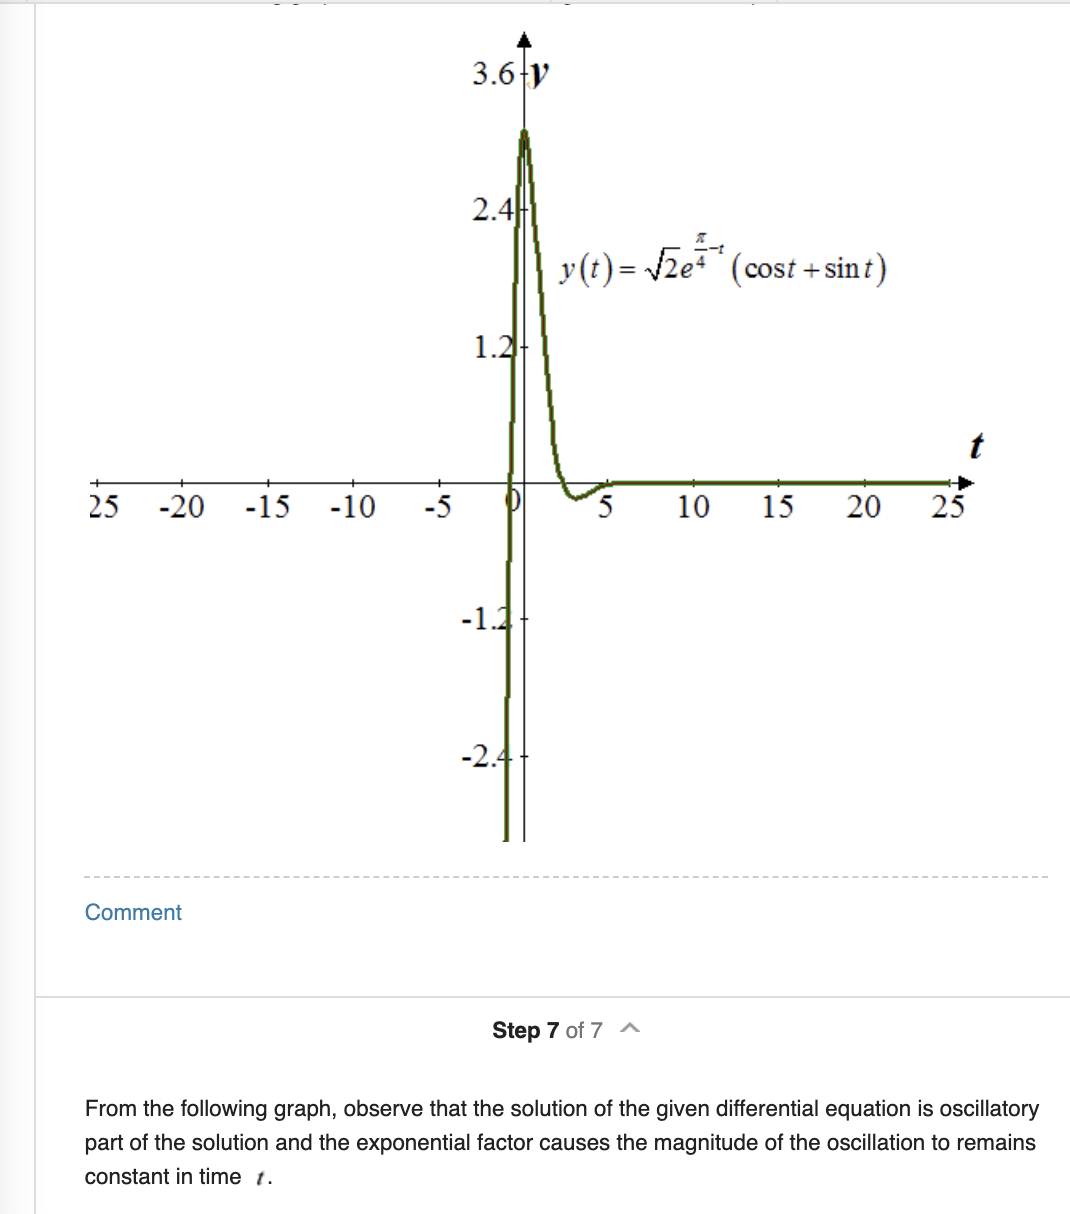 3.6 y
2.4
y(t) = √2e^(π/4 − t) (cos t + sin t)
1.2
t
25 -20 -15 -10 -5 0 5 10 15 20 25
-1.2
-2.4
Comment
Step 7 of 7
From the following graph, observe that the solution of the given differential equation is oscillatory
part of the solution and the exponential factor causes the magnitude of the oscillation to remains
constant in time t.